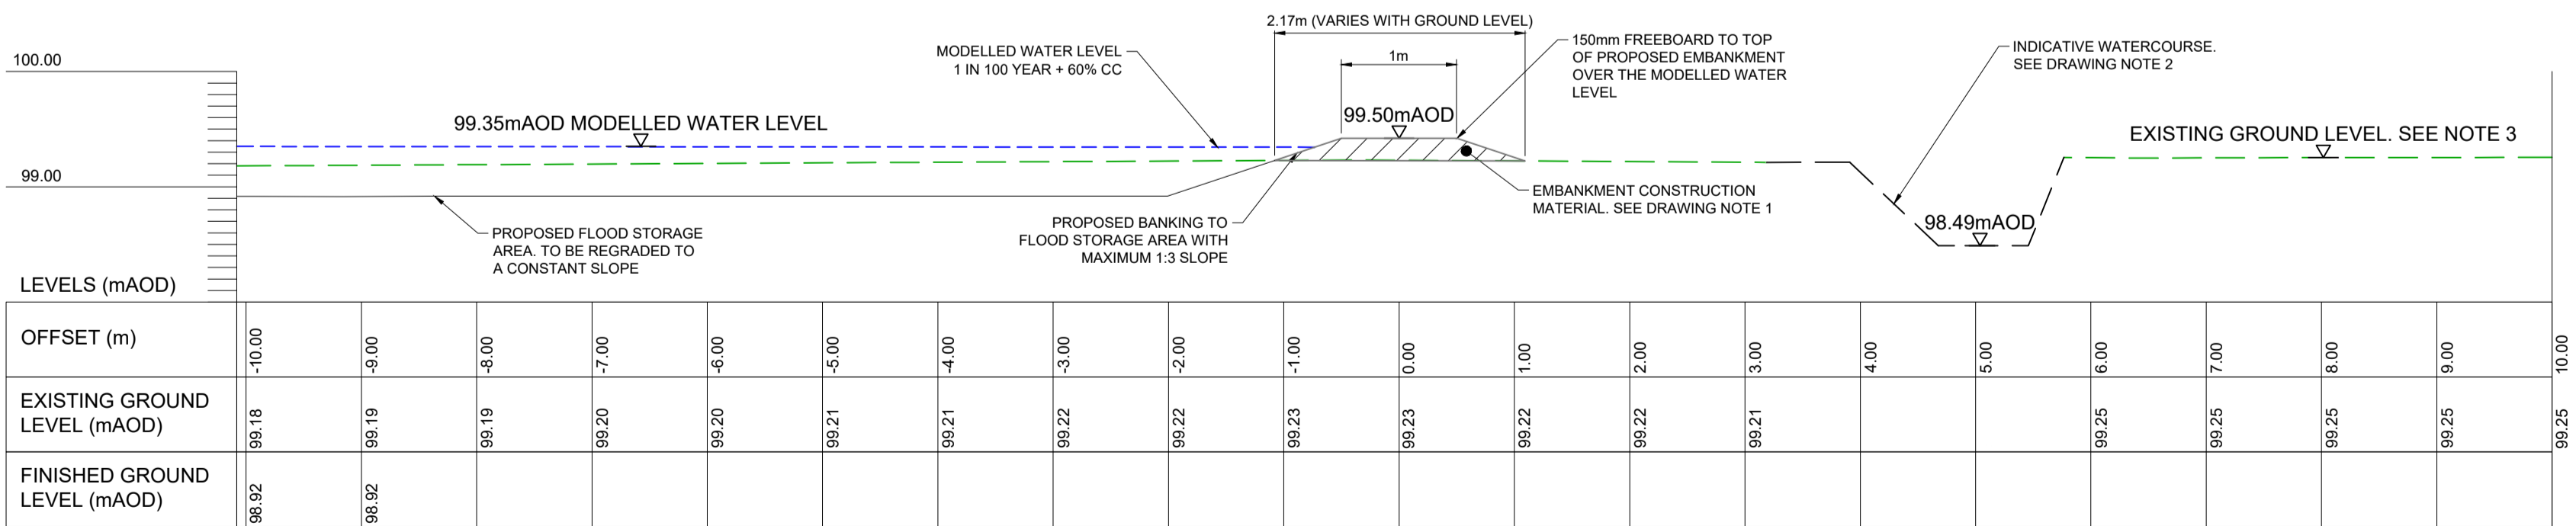 2.17m (VARIES WITH GROUND LEVEL)
MODELLED WATER LEVEL
1 IN 100 YEAR + 60% CC
1m
150mm FREEBOARD TO TOP
OF PROPOSED EMBANKMENT
OVER THE MODELLED WATER
LEVEL
INDICATIVE WATERCOURSE.
SEE DRAWING NOTE 2
100.00
99.35mAOD MODELLED WATER LEVEL
99.50mAOD
EXISTING GROUND LEVEL. SEE NOTE 3
99.00
EMBANKMENT CONSTRUCTION
MATERIAL. SEE DRAWING NOTE 1
PROPOSED BANKING TO
FLOOD STORAGE AREA WITH
MAXIMUM 1:3 SLOPE
98.49mAOD
PROPOSED FLOOD STORAGE
AREA. TO BE REGRADED TO
A CONSTANT SLOPE
LEVELS (mAOD)
OFFSET (m)
-10.00
-9.00
-8.00
-7.00
-6.00
-5.00
-4.00
-3.00
-2.00
-1.00
0.00
1.00
2.00
3.00
4.00
5.00
6.00
7.00
8.00
9.00
10.00
EXISTING GROUND
LEVEL (mAOD)
99.18
99.19
99.19
99.20
99.20
99.21
99.21
99.22
99.22
99.23
99.23
99.22
99.22
99.21
99.25
99.25
99.25
99.25
99.25
FINISHED GROUND
LEVEL (mAOD)
98.92
98.92